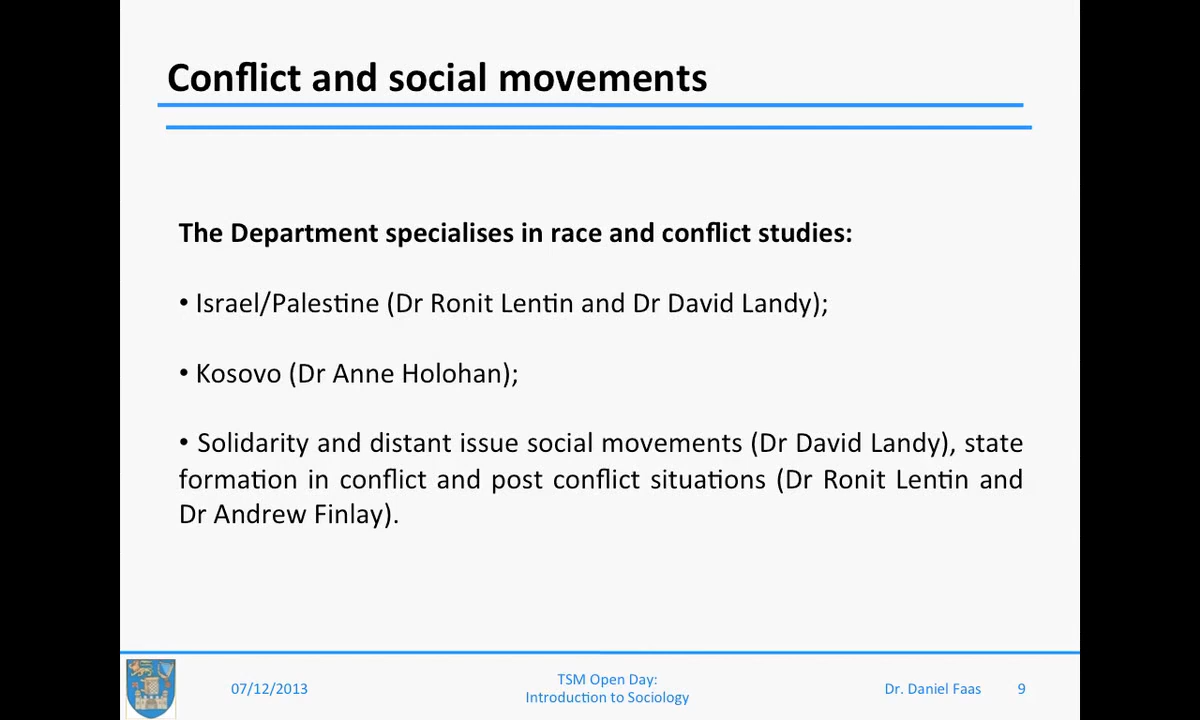 Conflict and social movements
The Department specialises in race and conflict studies:
• Israel/Palestine (Dr Ronit Lentin and Dr David Landy);
• Kosovo (Dr Anne Holohan);
• Solidarity and distant issue social movements (Dr David Landy), state
formation in conflict and post conflict situations (Dr Ronit Lentin and
Dr Andrew Finlay).
07/12/2013
TSM Open Day:
Introduction to Sociology
Dr. Daniel Faas 9